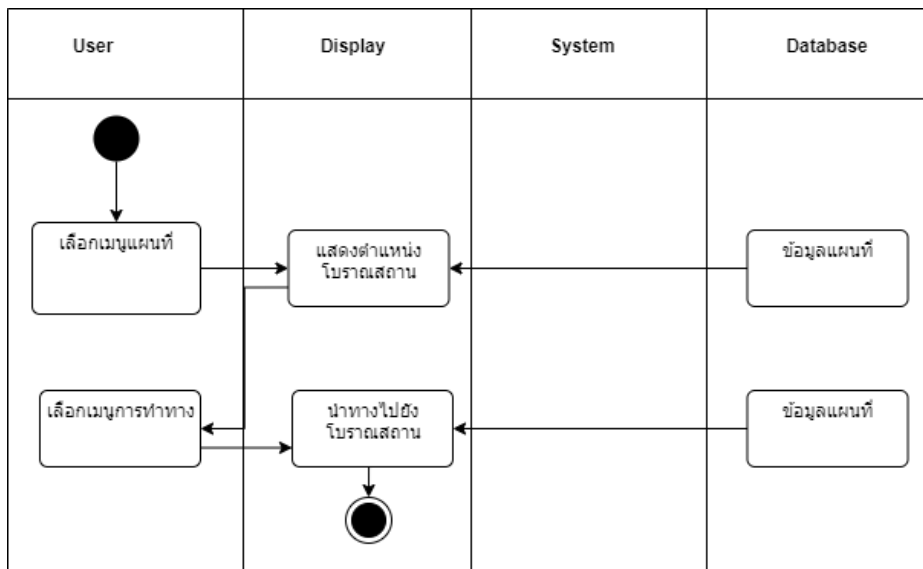 User
Display
System
Database
เลือกเมนูแผนที่
แสดงตำแหน่ง
โบราณสถาน
ข้อมูลแผนที่
เลือกเมนูการทำทาง
นำทางไปยัง
โบราณสถาน
ข้อมูลแผนที่